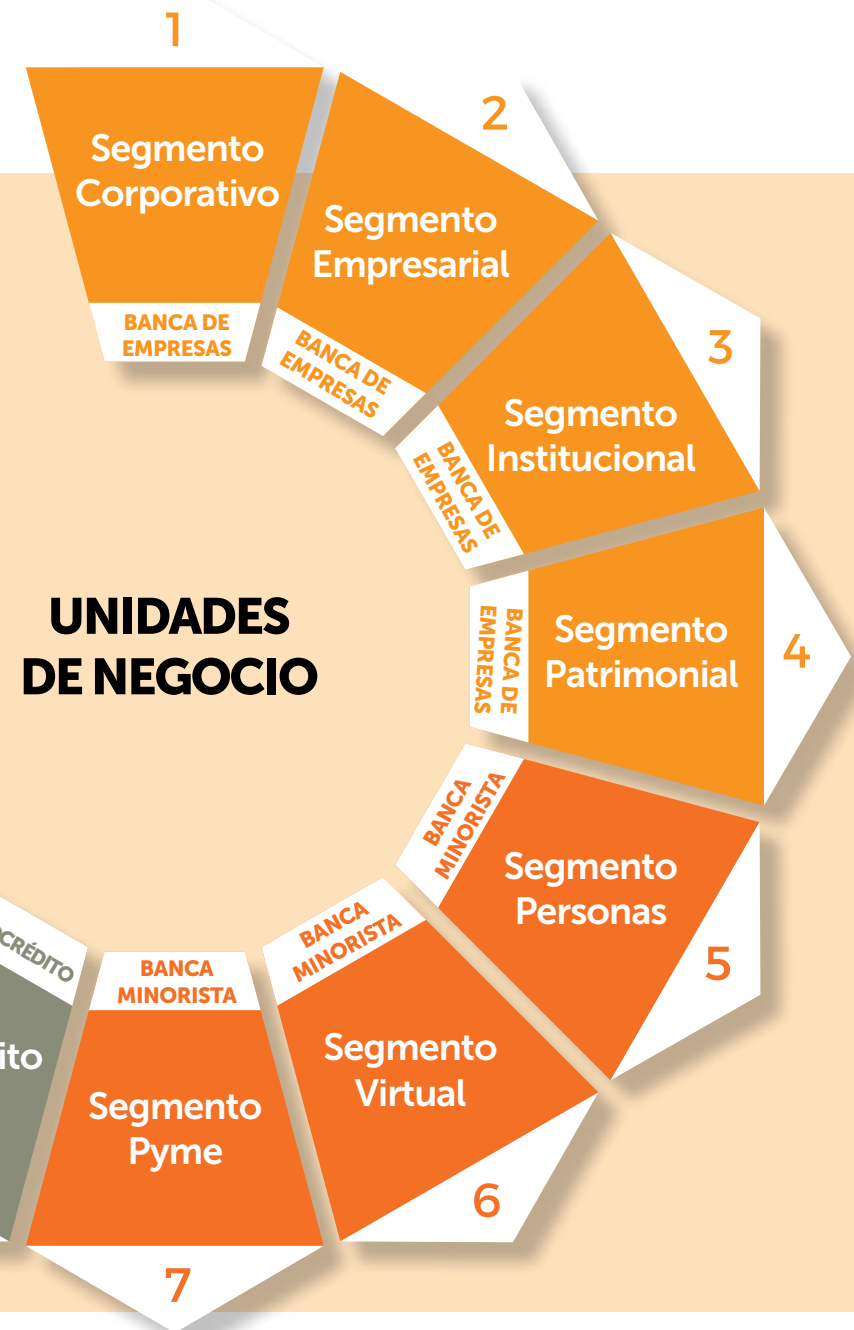 1
Segmento
Corporativo
BANCA DE
EMPRESAS
2
Segmento
Empresarial
BANCA DE
EMPRESAS
3
Segmento
Institucional
BANCA DE
EMPRESAS
UNIDADES
DE NEGOCIO
4
Segmento
Patrimonial
BANCA DE
EMPRESAS
5
Segmento
Personas
BANCA
MINORISTA
6
Segmento
Virtual
BANCA
MINORISTA
7
Segmento
Pyme
BANCA
MINORISTA